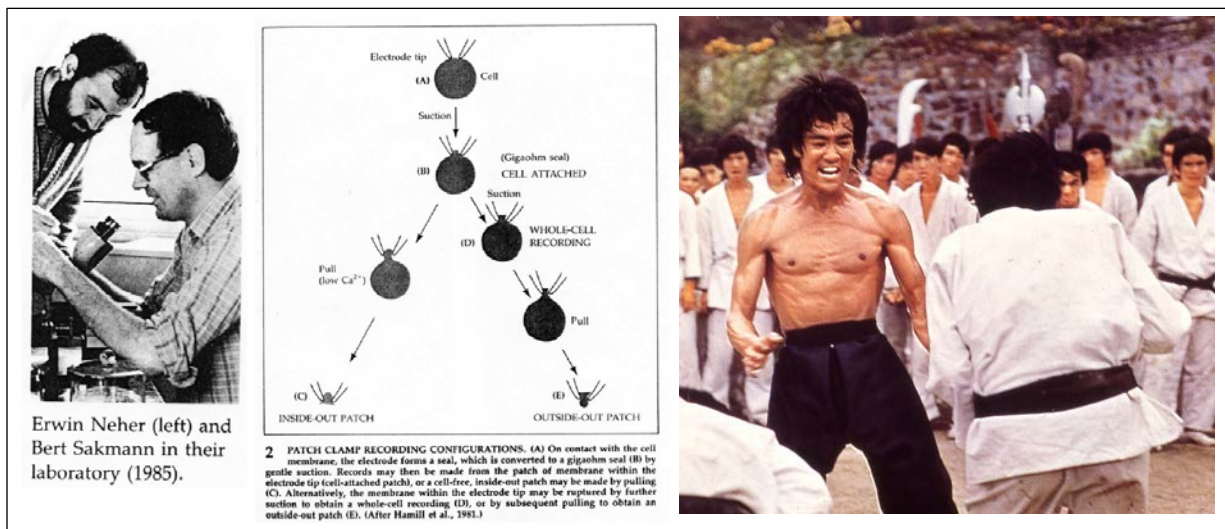 Erwin Neher (left) and
Bert Sakmann in their
laboratory (1985).
Electrode tip
(A)
Cell
Suction
(B)
(Gigaohm seal)
CELL ATTACHED
Suction
(D)
WHOLE-CELL
RECORDING
Pull
(low Ca²⁺)
Pull
(C)
INSIDE-OUT PATCH
(E)
OUTSIDE-OUT PATCH
2 PATCH CLAMP RECORDING CONFIGURATIONS. (A) On contact with the cell
membrane, the electrode forms a seal, which is converted to a gigaohm seal (B) by
gentle suction. Records may then be made from the patch of membrane within the
electrode tip (cell-attached patch), or a cell-free, inside-out patch may be made by pulling
(C). Alternatively, the membrane within the electrode tip may be ruptured by further
suction to obtain a whole-cell recording (D), or by subsequent pulling to obtain an
outside-out patch (E). (After Hamill et al., 1981.)